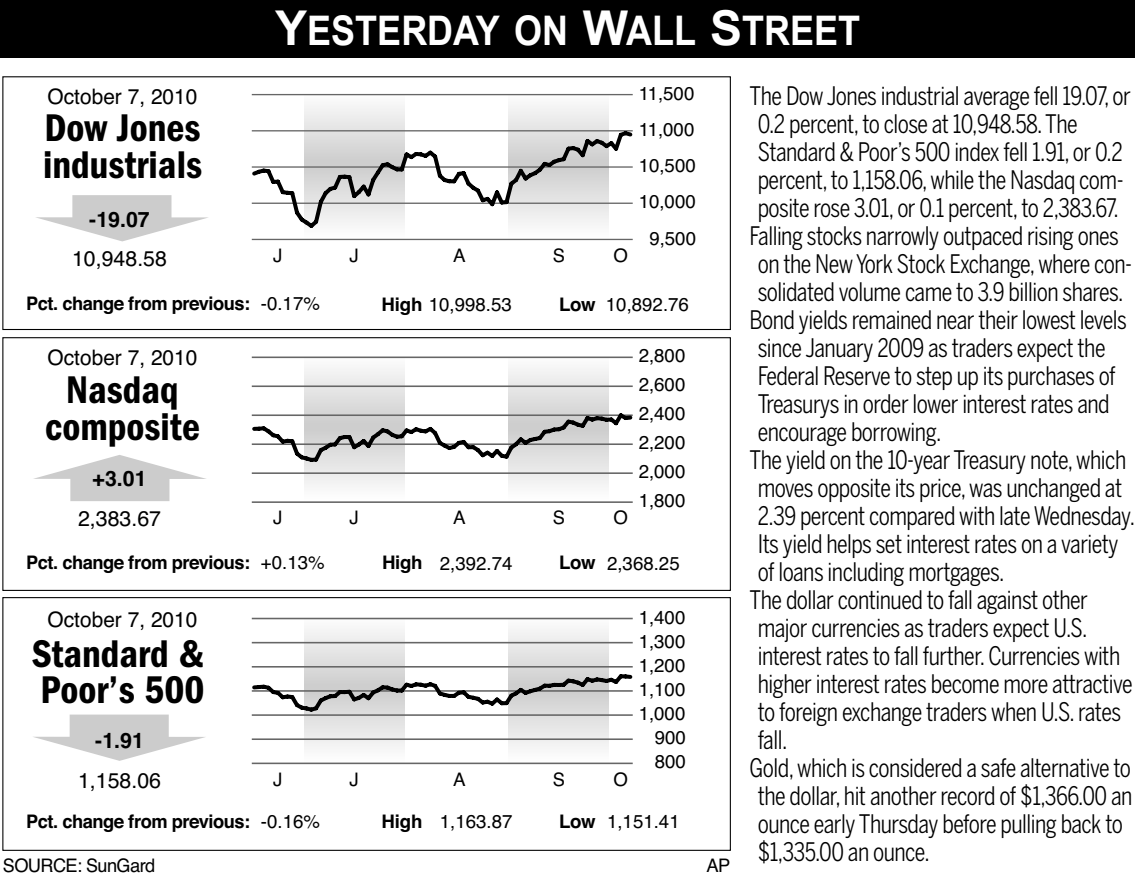 YESTERDAY ON WALL STREET
October 7, 2010
Dow Jones
industrials
-19.07
10,948.58
11,500
11,000
10,500
10,000
9,500
J J A S O
Pct. change from previous: -0.17% High 10,998.53 Low 10,892.76
October 7, 2010
Nasdaq
composite
+3.01
2,383.67
2,800
2,600
2,400
2,200
2,000
1,800
J J A S O
Pct. change from previous: +0.13% High 2,392.74 Low 2,368.25
October 7, 2010
Standard &
Poor's 500
-1.91
1,158.06
1,400
1,300
1,200
1,100
1,000
900
800
J J A S O
Pct. change from previous: -0.16% High 1,163.87 Low 1,151.41
SOURCE: SunGard AP
The Dow Jones industrial average fell 19.07, or
0.2 percent, to close at 10,948.58. The
Standard & Poor's 500 index fell 1.91, or 0.2
percent, to 1,158.06, while the Nasdaq com-
posite rose 3.01, or 0.1 percent, to 2,383.67.
Falling stocks narrowly outpaced rising ones
on the New York Stock Exchange, where con-
solidated volume came to 3.9 billion shares.
Bond yields remained near their lowest levels
since January 2009 as traders expect the
Federal Reserve to step up its purchases of
Treasurys in order lower interest rates and
encourage borrowing.
The yield on the 10-year Treasury note, which
moves opposite its price, was unchanged at
2.39 percent compared with late Wednesday.
Its yield helps set interest rates on a variety
of loans including mortgages.
The dollar continued to fall against other
major currencies as traders expect U.S.
interest rates to fall further. Currencies with
higher interest rates become more attractive
to foreign exchange traders when U.S. rates
fall.
Gold, which is considered a safe alternative to
the dollar, hit another record of $1,366.00 an
ounce early Thursday before pulling back to
$1,335.00 an ounce.